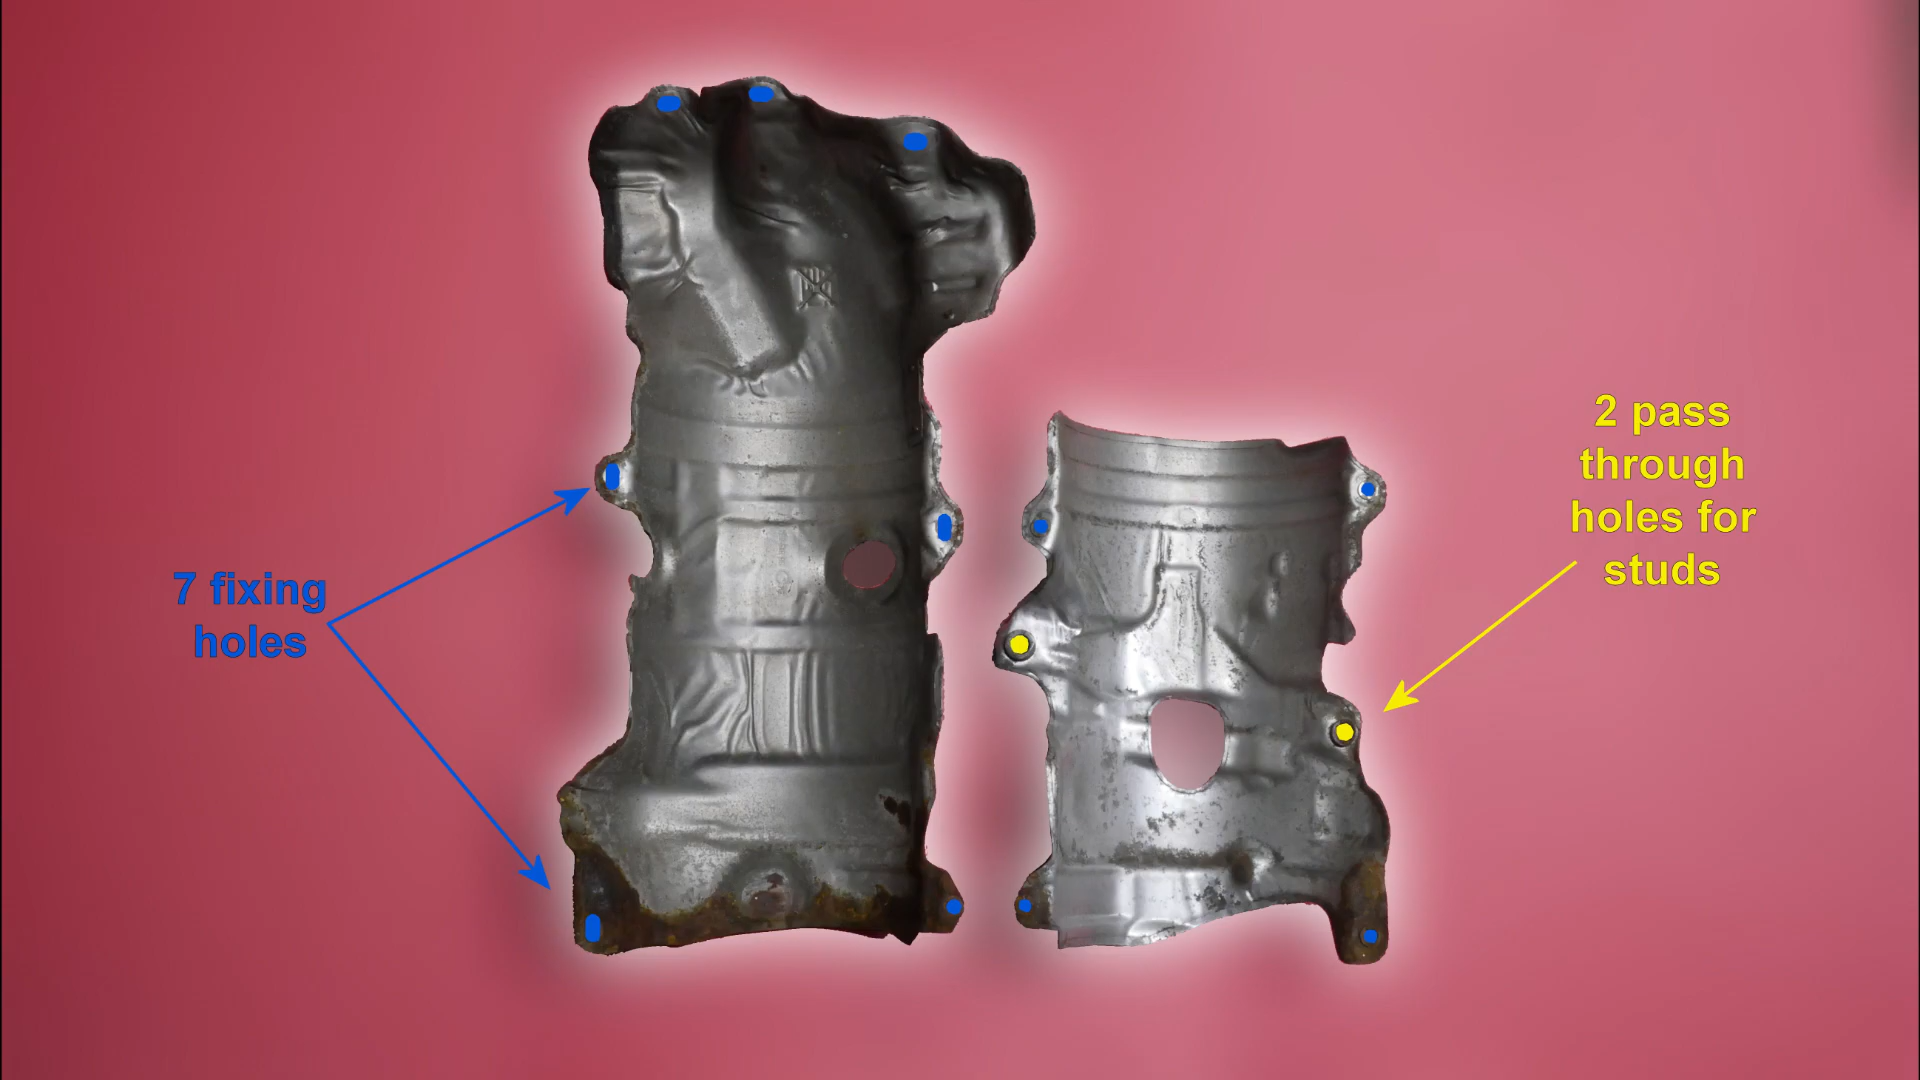 7 fixing
holes
2 pass
through
holes for
studs